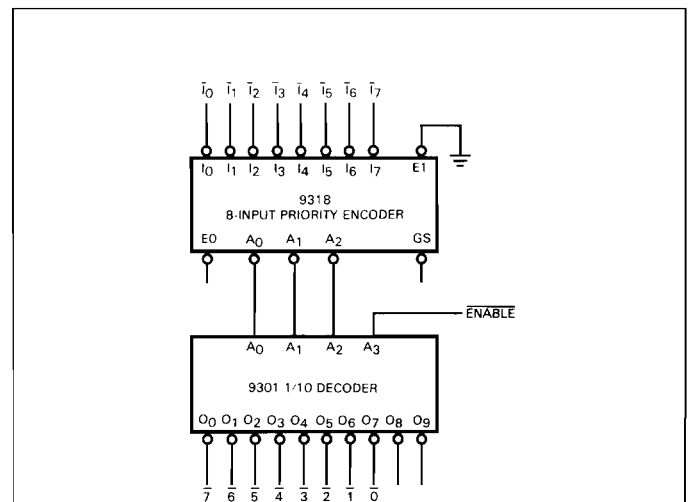 Ī₀ Ī₁ Ī₂ Ī₃ Ī₄ Ī₅ Ī₆ Ī₇
I₀ I₁ I₂ I₃ I₄ I₅ I₆ I₇ E1
9318
8-INPUT PRIORITY ENCODER
EO A₀ A₁ A₂ GS
E̅N̅A̅B̅L̅E̅
A₀ A₁ A₂ A₃
9301 1/10 DECODER
O₀ O₁ O₂ O₃ O₄ O₅ O₆ O₇ O₈ O₉
7̅ 6̅ 5̅ 4̅ 3̅ 2̅ 1̅ 0̅